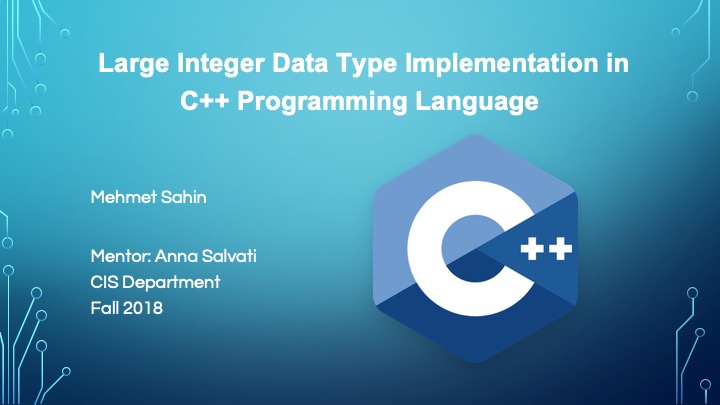 Large Integer Data Type Implementation in
C++ Programming Language
Mehmet Sahin
Mentor: Anna Salvati
CIS Department
Fall 2018
C++